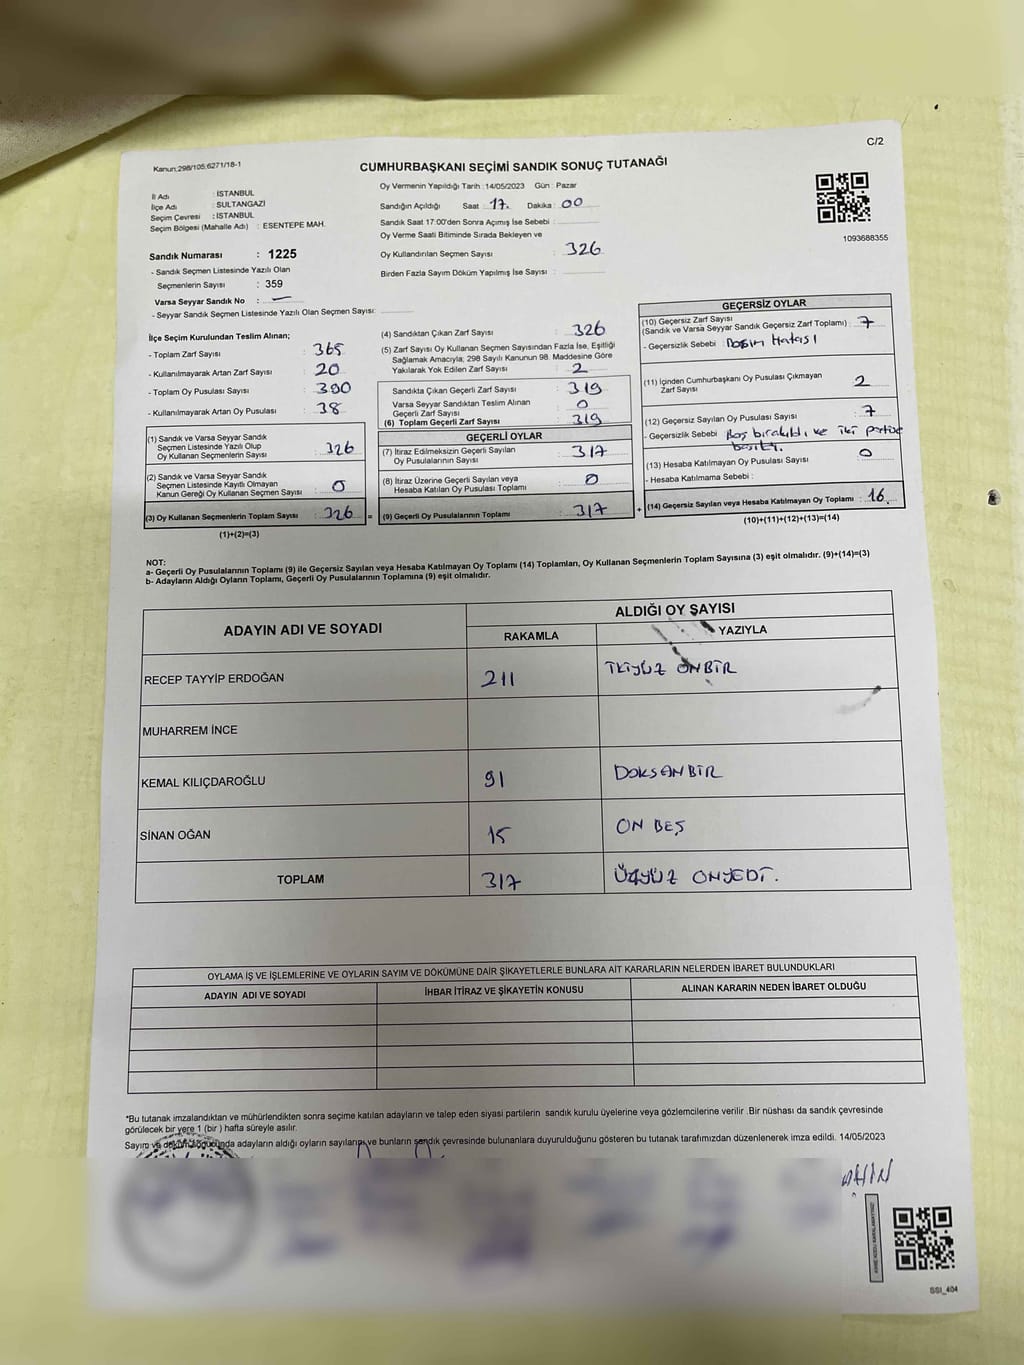 C/2
Kanun:298/105;6271/18-1
CUMHURBAŞKANI SEÇİMİ SANDIK SONUÇ TUTANAĞI
İl Adı : İSTANBUL
İlçe Adı : SULTANGAZİ
Seçim Çevresi : İSTANBUL
Seçim Bölgesi (Mahalle Adı) : ESENTEPE MAH.
Sandık Numarası : 1225
- Sandık Seçmen Listesinde Yazılı Olan
Seçmenlerin Sayısı : 359
Varsa Seyyar Sandık No : —
- Seyyar Sandık Seçmen Listesinde Yazılı Olan Seçmen Sayısı:
Oy Vermenin Yapıldığı Tarih :14/05/2023 Gün : Pazar
Sandığın Açıldığı Saat : 17. Dakika : 00
Sandık Saat 17:00'den Sonra Açımış İse Sebebi :
Oy Verme Saati Bitiminde Sırada Bekleyen ve
Oy Kullandırılan Seçmen Sayısı : 326
Birden Fazla Sayım Döküm Yapılmış İse Sayısı :
1093688355
İlçe Seçim Kurulundan Teslim Alınan;
- Toplam Zarf Sayısı : 365
- Kullanılmayarak Artan Zarf Sayısı : 20
- Toplam Oy Pusulası Sayısı : 390
- Kullanılmayarak Artan Oy Pusulası : 38
(1) Sandık ve Varsa Seyyar Sandık
Seçmen Listesinde Yazılı Olup
Oy Kullanan Seçmenlerin Sayısı : 326
(2) Sandık ve Varsa Seyyar Sandık
Seçmen Listesinde Kayıtlı Olmayan
Kanun Gereği Oy Kullanan Seçmen Sayısı : 0
(3) Oy Kullanan Seçmenlerin Toplam Sayısı : 326 =
(1)+(2)=(3)
(4) Sandıktan Çıkan Zarf Sayısı : 326
(5) Zarf Sayısı Oy Kullanan Seçmen Sayısından Fazla İse, Eşitliği
Sağlamak Amacıyla; 298 Sayılı Kanunun 98. Maddesine Göre
Yakılarak Yok Edilen Zarf Sayısı : 2
Sandıkta Çıkan Geçerli Zarf Sayısı : 319
Varsa Seyyar Sandıktan Teslim Alınan
Geçerli Zarf Sayısı : 0
(6) Toplam Geçerli Zarf Sayısı : 319
GEÇERLİ OYLAR
(7) İtiraz Edilmeksizin Geçerli Sayılan
Oy Pusulalarının Sayısı : 317
(8) İtiraz Üzerine Geçerli Sayılan veya
Hesaba Katılan Oy Pusulası Toplamı : 0
(9) Geçerli Oy Pusulalarının Toplamı : 317 +
GEÇERSİZ OYLAR
(10) Geçersiz Zarf Sayısı
(Sandık ve Varsa Seyyar Sandık Geçersiz Zarf Toplamı) : 7
- Geçersizlik Sebebi : Basım Hatası
(11) İçinden Cumhurbaşkanı Oy Pusulası Çıkmayan
Zarf Sayısı : 2
(12) Geçersiz Sayılan Oy Pusulası Sayısı : 7
- Geçersizlik Sebebi : Boş bırakıldı ve iki partiye
basıldı.
(13) Hesaba Katılmayan Oy Pusulası Sayısı : 0
- Hesaba Katılmama Sebebi :
(14) Geçersiz Sayılan veya Hesaba Katılmayan Oy Toplamı : 16
(10)+(11)+(12)+(13)=(14)
NOT:
a- Geçerli Oy Pusulalarının Toplamı (9) ile Geçersiz Sayılan veya Hesaba Katılmayan Oy Toplamı (14) Toplamları, Oy Kullanan Seçmenlerin Toplam Sayısına (3) eşit olmalıdır. (9)+(14)=(3)
b- Adayların Aldığı Oyların Toplamı, Geçerli Oy Pusulalarının Toplamına (9) eşit olmalıdır.
ADAYIN ADI VE SOYADI
ALDIĞI OY SAYISI
RAKAMLA YAZIYLA
RECEP TAYYİP ERDOĞAN 211 İKİYÜZ ONBİR
MUHARREM İNCE
KEMAL KILIÇDAROĞLU 91 DOKSANBİR
SİNAN OĞAN 15 ON BEŞ
TOPLAM 317 ÜÇYÜZ ONYEDİ.
OYLAMA İŞ VE İŞLEMLERİNE VE OYLARIN SAYIM VE DÖKÜMÜNE DAİR ŞİKAYETLERLE BUNLARA AİT KARARLARIN NELERDEN İBARET BULUNDUKLARI
ADAYIN ADI VE SOYADI İHBAR İTİRAZ VE ŞİKAYETİN KONUSU ALINAN KARARIN NEDEN İBARET OLDUĞU
*Bu tutanak imzalandıktan ve mühürlendikten sonra seçime katılan adayların ve talep eden siyasi partilerin sandık kurulu üyelerine veya gözlemcilerine verilir .Bir nüshası da sandık çevresinde
görülecek bir yere 1 (bir ) hafta süreyle asılır.
Sayım ve dökümü sonucunda adayların aldığı oyların sayılarını ve bunların sandık çevresinde bulunanlara duyurulduğunu gösteren bu tutanak tarafımızdan düzenlenerek imza edildi. 14/05/2023
SSI_404